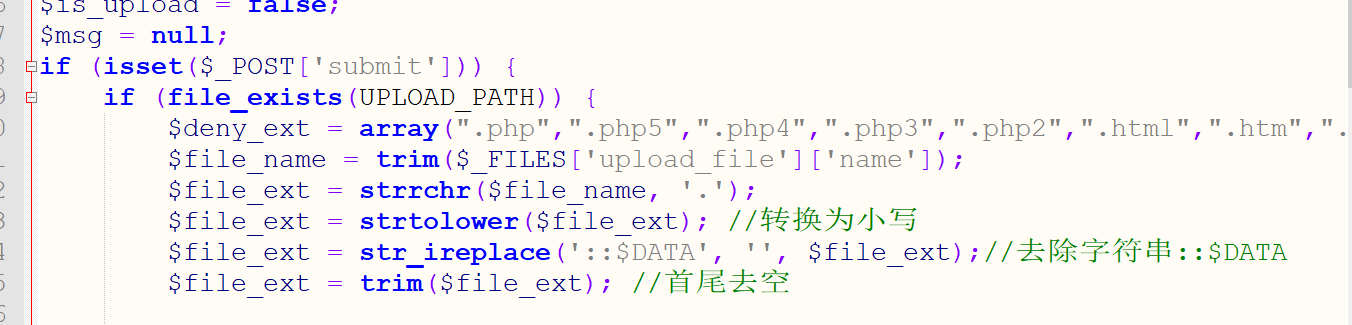 $is_upload = false;
$msg = null;
if (isset($_POST['submit'])) {
if (file_exists(UPLOAD_PATH)) {
$deny_ext = array(".php",".php5",".php4",".php3",".php2",".html",".htm",".
$file_name = trim($_FILES['upload_file']['name']);
$file_ext = strrchr($file_name, '.');
$file_ext = strtolower($file_ext); //转换为小写
$file_ext = str_ireplace('::$DATA', '', $file_ext);//去除字符串::$DATA
$file_ext = trim($file_ext); //首尾去空